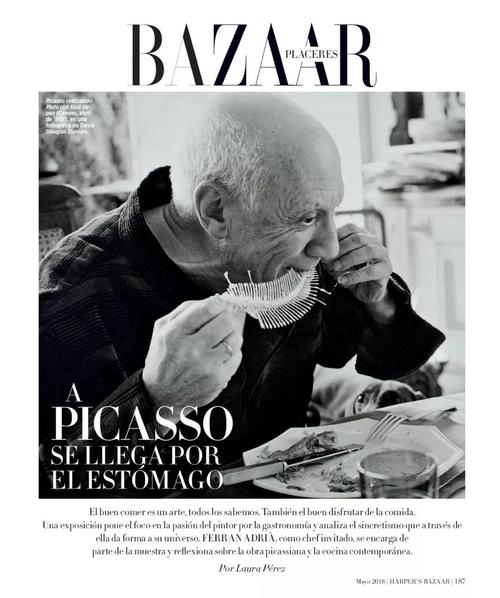 BAZAAR
PLACERES
Picasso realizando
Plato con fósil de
pez (Cannes, abril
de 1957), en una
fotografía de David
Douglas Duncan.
A
PICASSO
SE LLEGA POR
EL ESTÓMAGO
El buen comer es un arte, todos lo sabemos. También el buen disfrutar de la comida.
Una exposición pone el foco en la pasión del pintor por la gastronomía y analiza el sincretismo que a través de
ella da forma a su universo. FERRAN ADRIÀ, como chef invitado, se encarga de
parte de la muestra y reflexiona sobre la obra picassiana y la cocina contemporánea.
Por Laura Pérez
Mayo 2018 | HARPER'S BAZAAR | 187